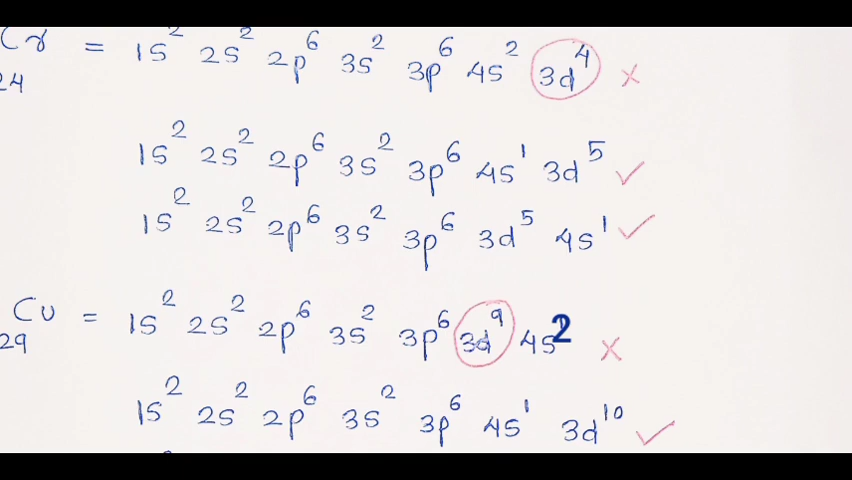 Cr = 1s² 2s² 2p⁶ 3s² 3p⁶ 4s² 3d⁴ ×
24
1s² 2s² 2p⁶ 3s² 3p⁶ 4s¹ 3d⁵ ✓
1s² 2s² 2p⁶ 3s² 3p⁶ 3d⁵ 4s¹ ✓
Cu = 1s² 2s² 2p⁶ 3s² 3p⁶ 3d⁹ 4s² ×
29
1s² 2s² 2p⁶ 3s² 3p⁶ 4s¹ 3d¹⁰ ✓